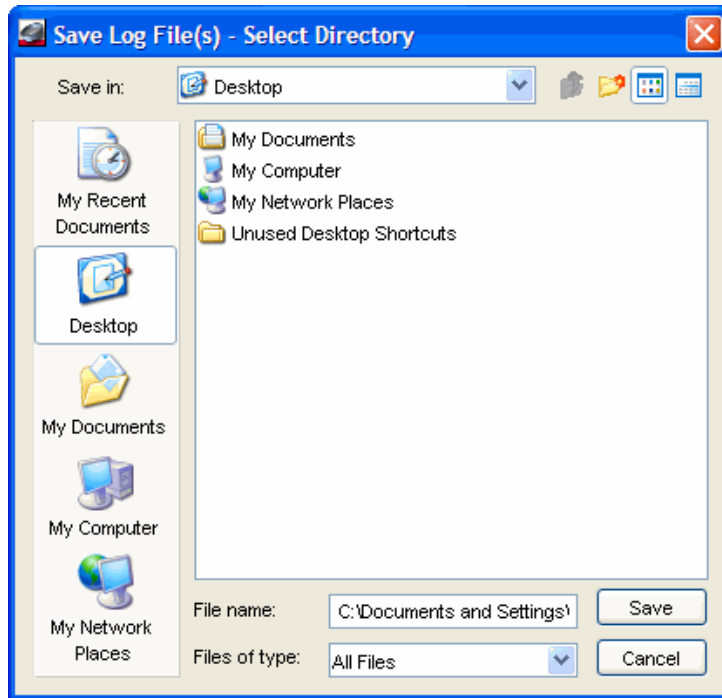 Save Log File(s) - Select Directory
Save in:
Desktop
My Recent
Documents
Desktop
My Documents
My Computer
My Network
Places
My Documents
My Computer
My Network Places
Unused Desktop Shortcuts
File name:
C:\Documents and Settings\
Save
Files of type:
All Files
Cancel